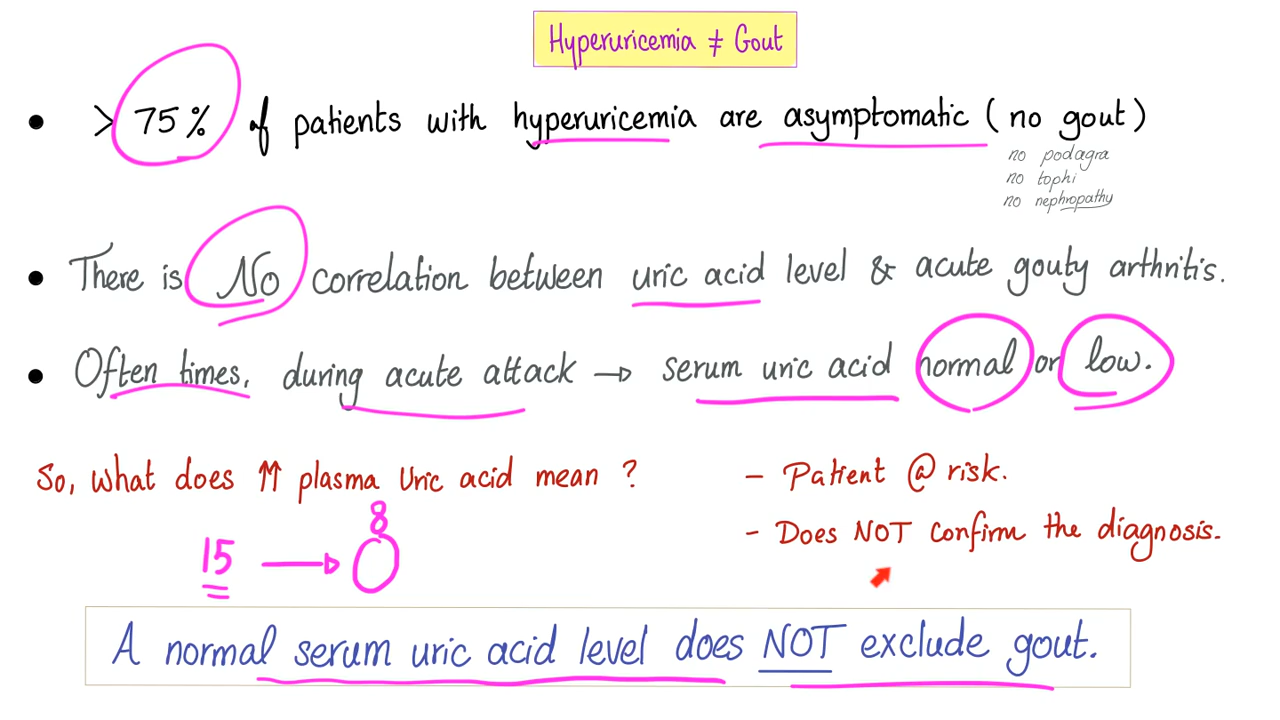 Hyperuricemia ≠ Gout
• > 75% of patients with hyperuricemia are asymptomatic (no gout)
no podagra
no tophi
no nephropathy
• There is No correlation between uric acid level & acute gouty arthritis.
• Often times, during acute attack → serum uric acid normal or low.
So, what does ⇈ plasma Uric acid mean ?
- Patient @ risk.
- Does NOT confirm the diagnosis.
8
15 →
A normal serum uric acid level does NOT exclude gout.